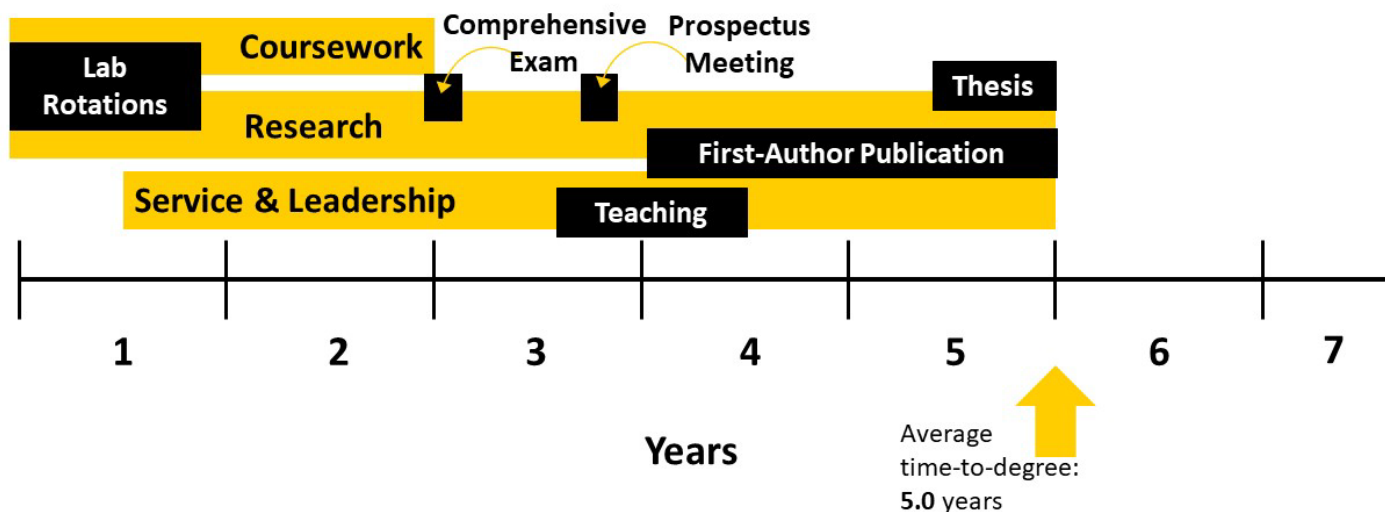 Coursework
Comprehensive
Exam
Prospectus
Meeting
Lab
Rotations
Thesis
Research
First-Author Publication
Service & Leadership
Teaching
1 2 3 4 5 6 7
Years
Average
time-to-degree:
5.0 years